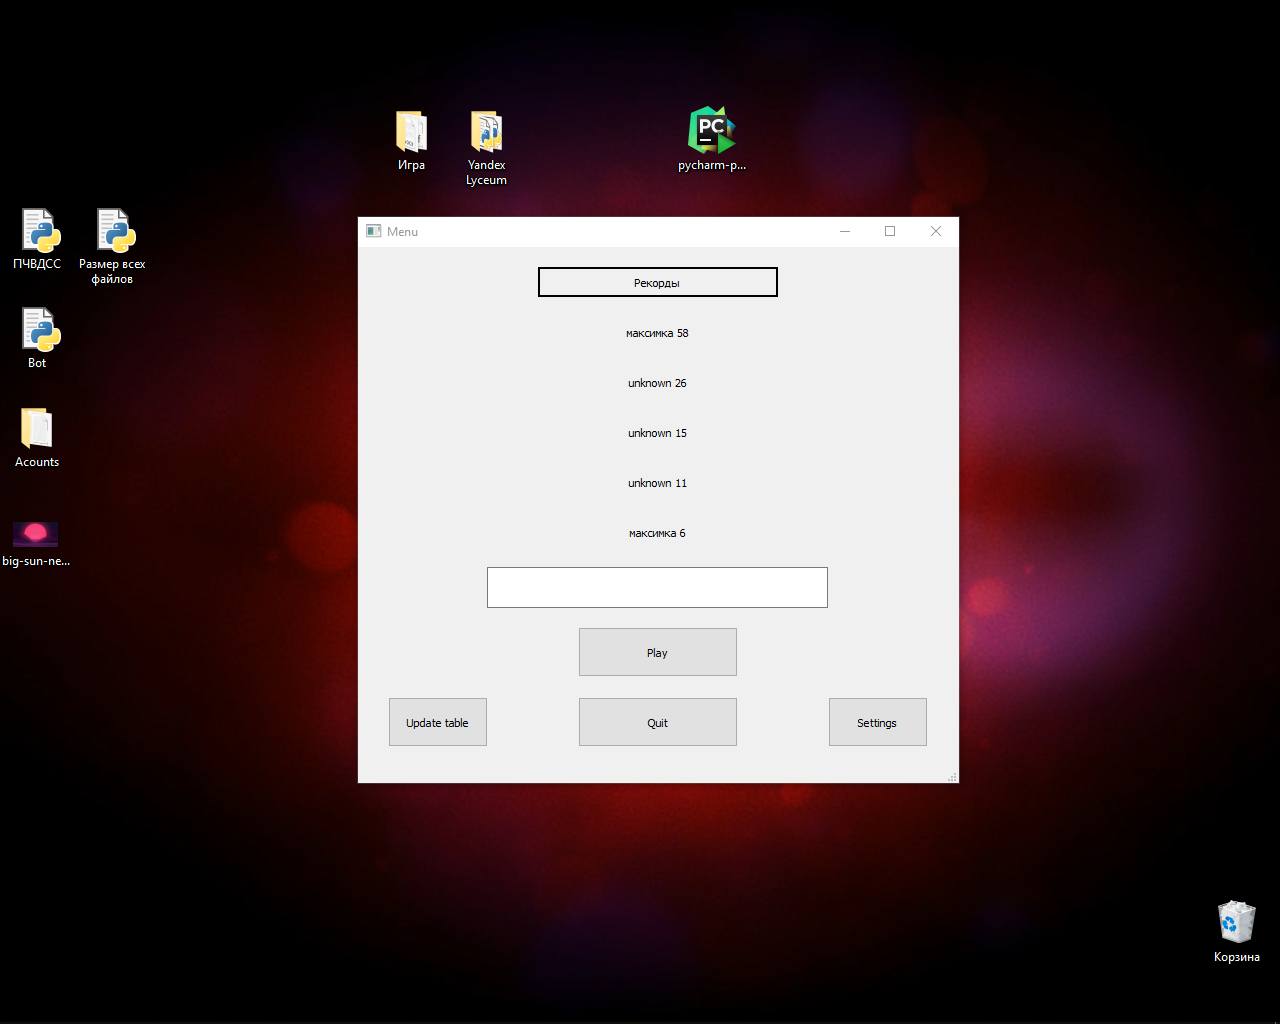 Игра
Yandex
Lyceum
PC
pycharm-p...
ПЧВДСС
Размер всех
файлов
Bot
Acounts
big-sun-ne...
Menu
Рекорды
максимка 58
unknown 26
unknown 15
unknown 11
максимка 6
Play
Update table
Quit
Settings
Корзина